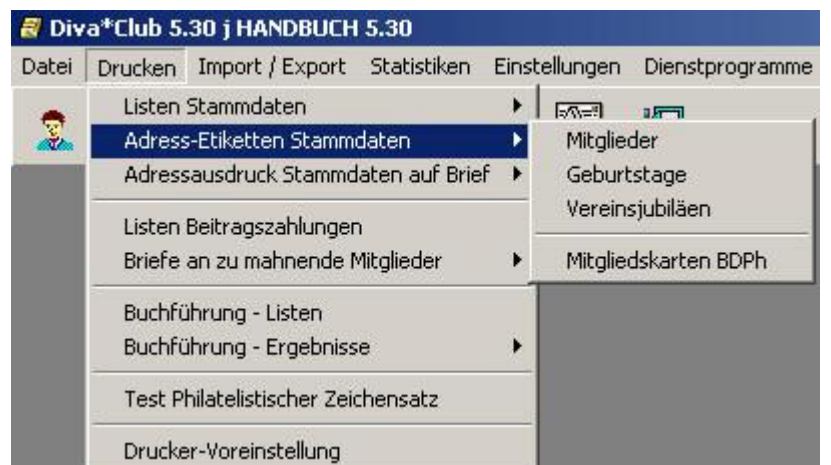 Diva*Club 5.30 j HANDBUCH 5.30
Datei Drucken Import / Export Statistiken Einstellungen Dienstprogramme
Listen Stammdaten
Adress-Etiketten Stammdaten
Adressausdruck Stammdaten auf Brief
Listen Beitragszahlungen
Briefe an zu mahnende Mitglieder
Buchführung - Listen
Buchführung - Ergebnisse
Test Philatelistischer Zeichensatz
Drucker-Voreinstellung
Mitglieder
Geburtstage
Vereinsjubiläen
Mitgliedskarten BDPh